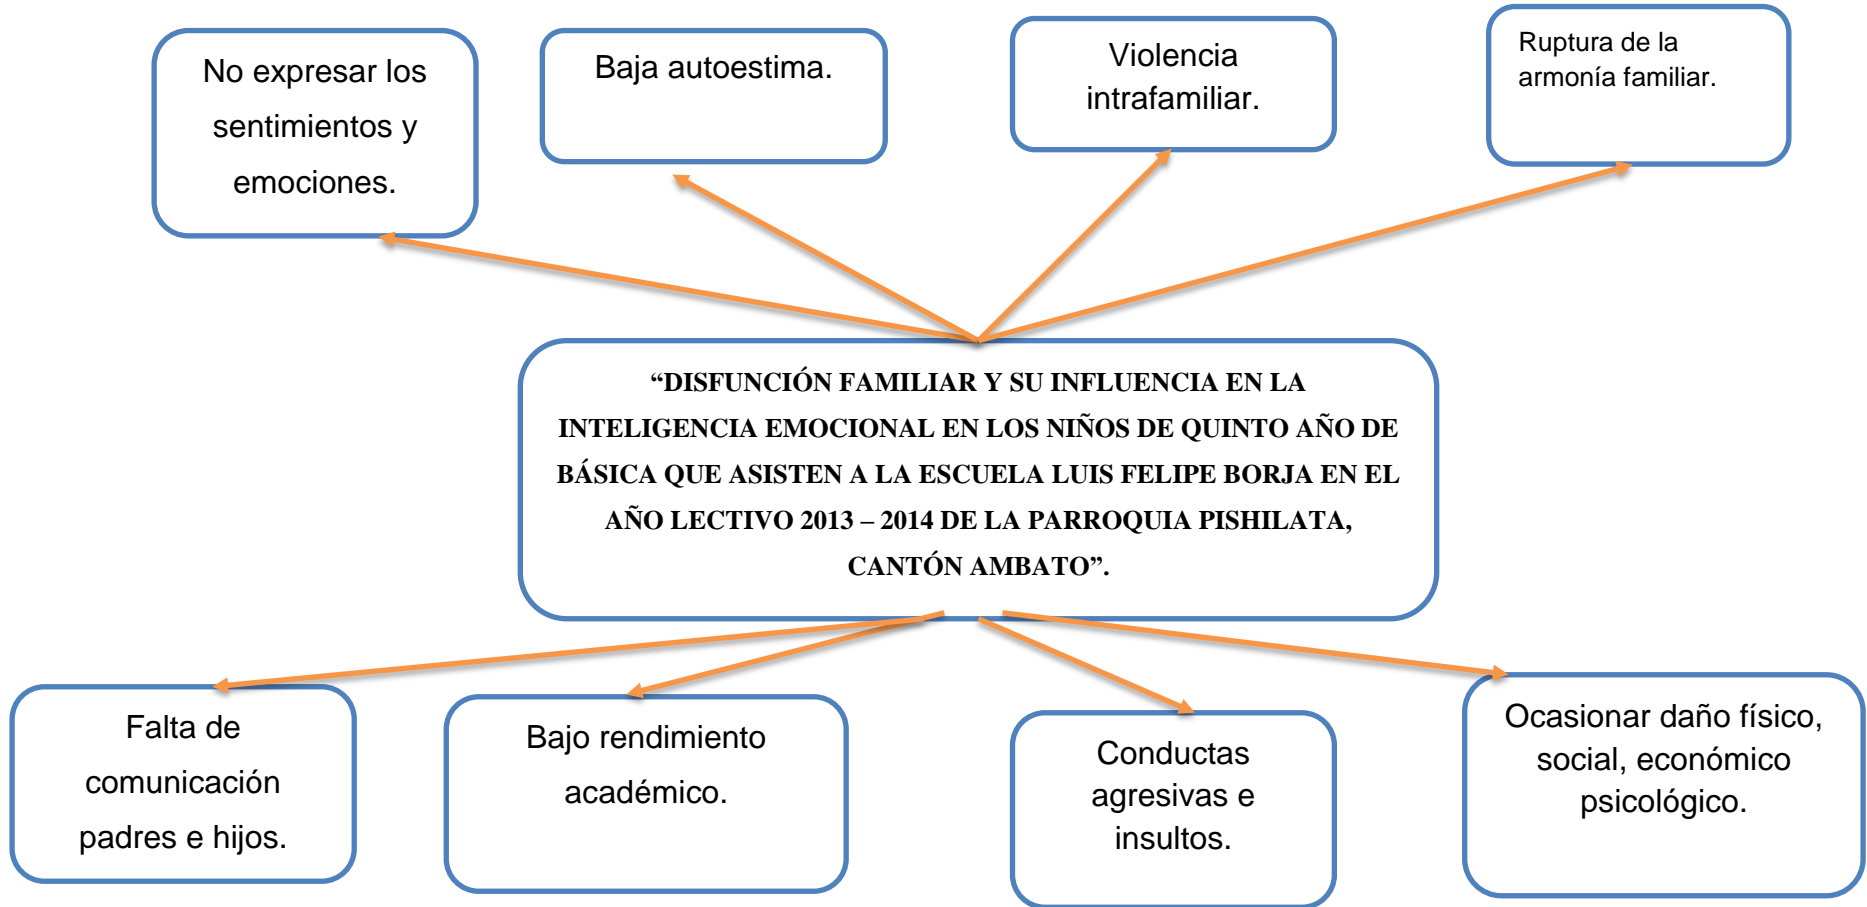 No expresar los
sentimientos y
emociones.
Baja autoestima.
Violencia
intrafamiliar.
Ruptura de la
armonía familiar.
“DISFUNCIÓN FAMILIAR Y SU INFLUENCIA EN LA
INTELIGENCIA EMOCIONAL EN LOS NIÑOS DE QUINTO AÑO DE
BÁSICA QUE ASISTEN A LA ESCUELA LUIS FELIPE BORJA EN EL
AÑO LECTIVO 2013 – 2014 DE LA PARROQUIA PISHILATA,
CANTÓN AMBATO”.
Falta de
comunicación
padres e hijos.
Bajo rendimiento
académico.
Conductas
agresivas e
insultos.
Ocasionar daño físico,
social, económico
psicológico.